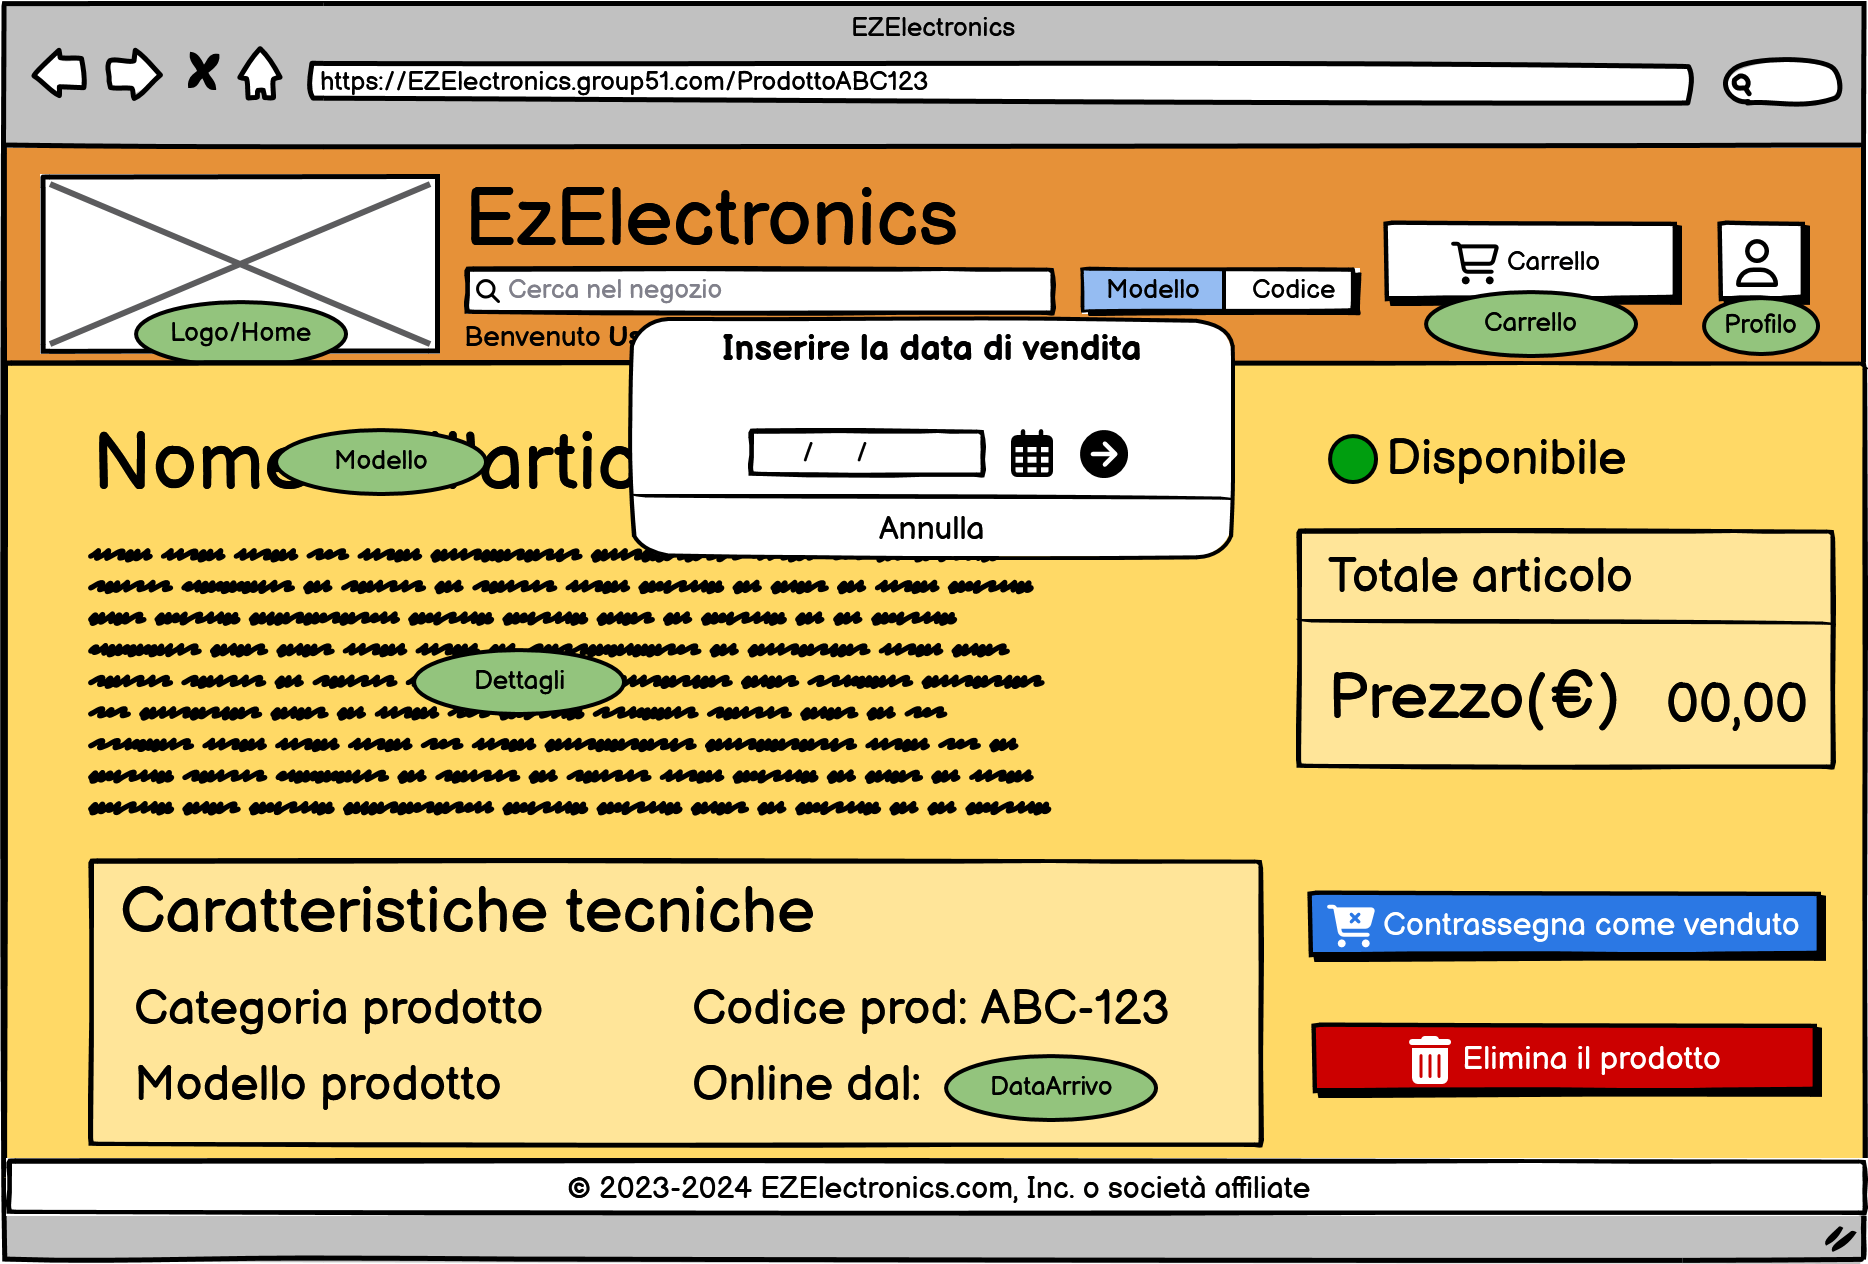 EZElectronics
https://EZElectronics.group51.com/ProdottoABC123
EzElectronics
Cerca nel negozio
Modello Codice
Carrello
Logo/Home
Benvenuto
Carrello
Profilo
Inserire la data di vendita
/ /
Annulla
Modello
Disponibile
Totale articolo
Prezzo(€) 00,00
Dettagli
Caratteristiche tecniche
Categoria prodotto
Codice prod: ABC-123
Modello prodotto
Online dal: DataArrivo
Contrassegna come venduto
Elimina il prodotto
© 2023-2024 EZElectronics.com, Inc. o società affiliate